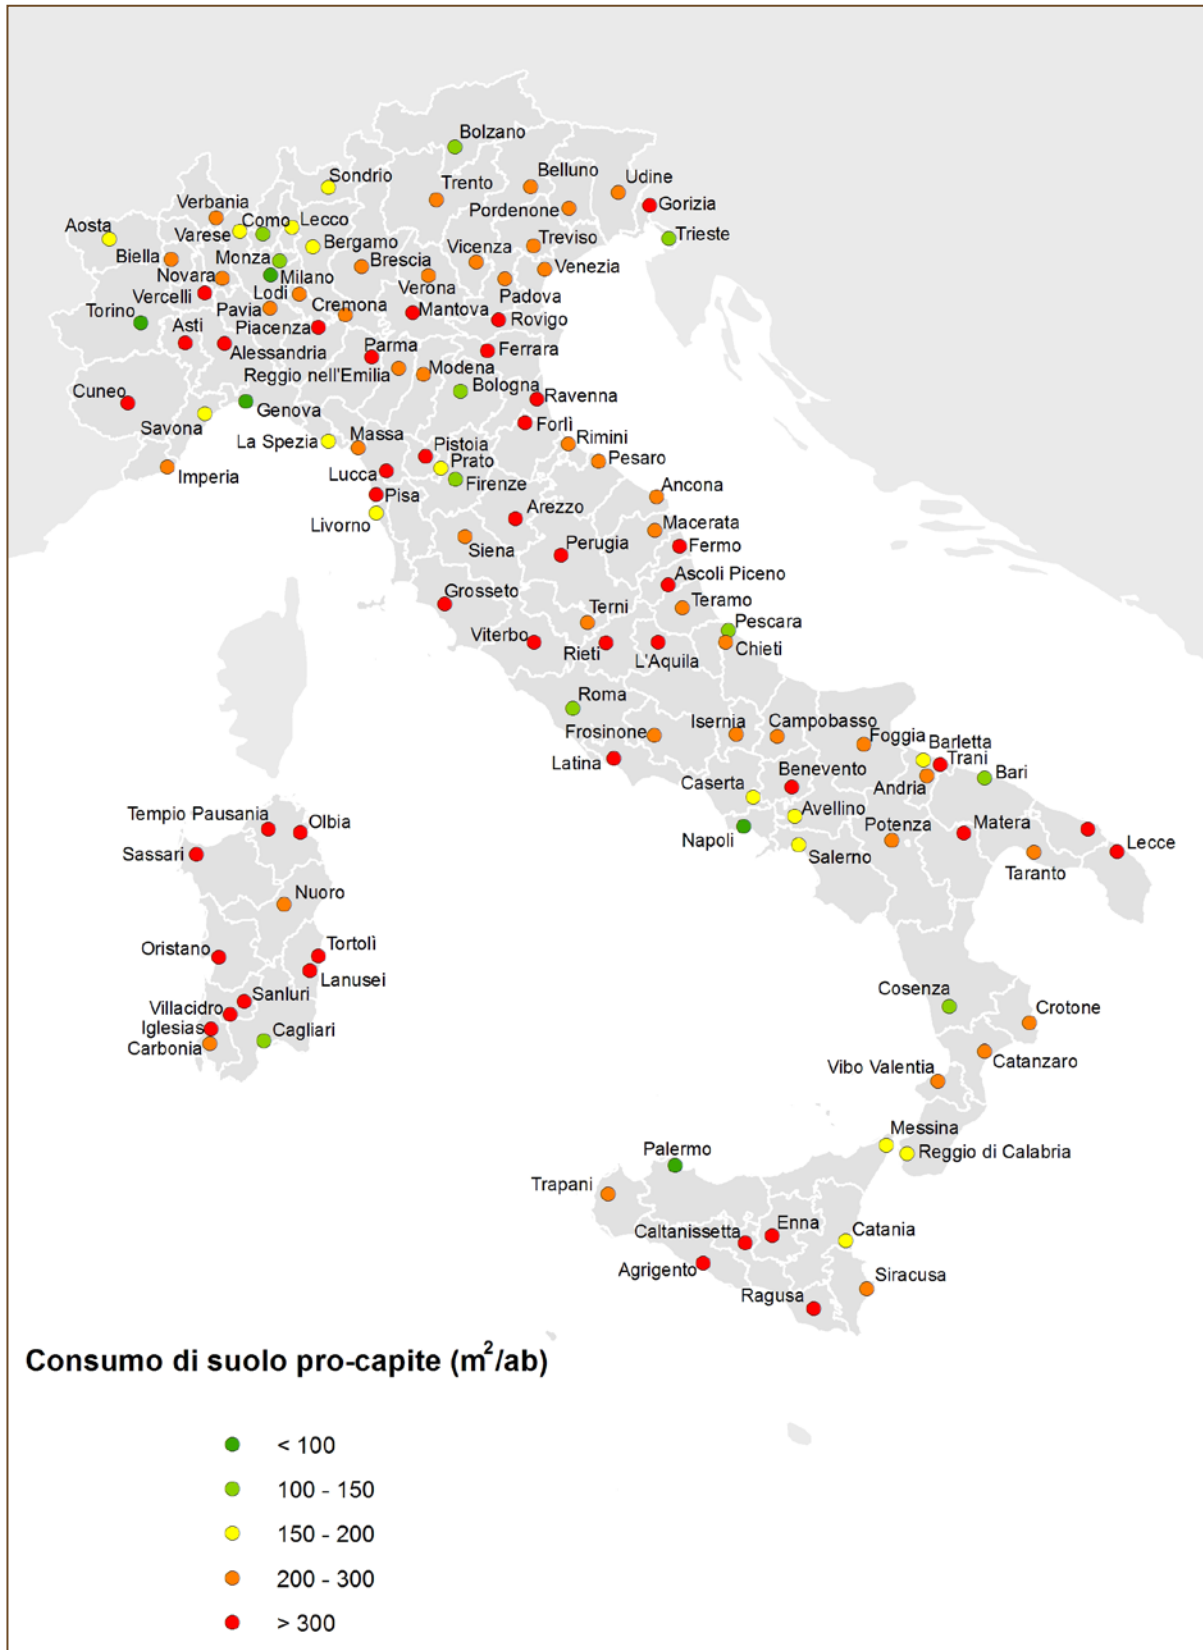 Bolzano
Sondrio
Belluno
Udine
Trento
Verbania
Pordenone
Gorizia
Aosta
Como
Lecco
Varese
Trieste
Bergamo
Treviso
Biella
Monza
Vicenza
Brescia
Venezia
Novara
Milano
Verona
Padova
Vercelli
Lodi
Torino
Pavia
Cremona
Mantova
Rovigo
Asti
Piacenza
Parma
Alessandria
Ferrara
Reggio nell'Emilia
Modena
Cuneo
Bologna
Ravenna
Genova
Savona
Forlì
La Spezia
Massa
Pistoia
Rimini
Prato
Pesaro
Imperia
Lucca
Firenze
Pisa
Ancona
Livorno
Arezzo
Macerata
Siena
Perugia
Fermo
Ascoli Piceno
Grosseto
Terni
Teramo
Pescara
Viterbo
Rieti
L'Aquila
Chieti
Roma
Isernia
Campobasso
Frosinone
Foggia
Barletta
Latina
Trani
Benevento
Bari
Caserta
Andria
Tempio Pausania
Olbia
Avellino
Potenza
Matera
Napoli
Sassari
Salerno
Lecce
Taranto
Nuoro
Oristano
Tortolì
Lanusei
Cosenza
Sanluri
Villacidro
Crotone
Iglesias
Cagliari
Carbonia
Catanzaro
Vibo Valentia
Messina
Palermo
Reggio di Calabria
Trapani
Enna
Caltanissetta
Catania
Agrigento
Siracusa
Ragusa
Consumo di suolo pro-capite (m²/ab)
< 100
100 - 150
150 - 200
200 - 300
> 300